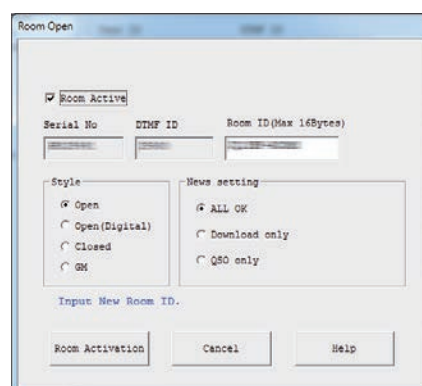 Room Open
Room Active
Serial No DTMF ID Room ID(Max 16Bytes)
Style News setting
Open ALL OK
Open(Digital) Download only
Closed QSO only
GM
Input New Room ID.
Room Activation Cancel Help